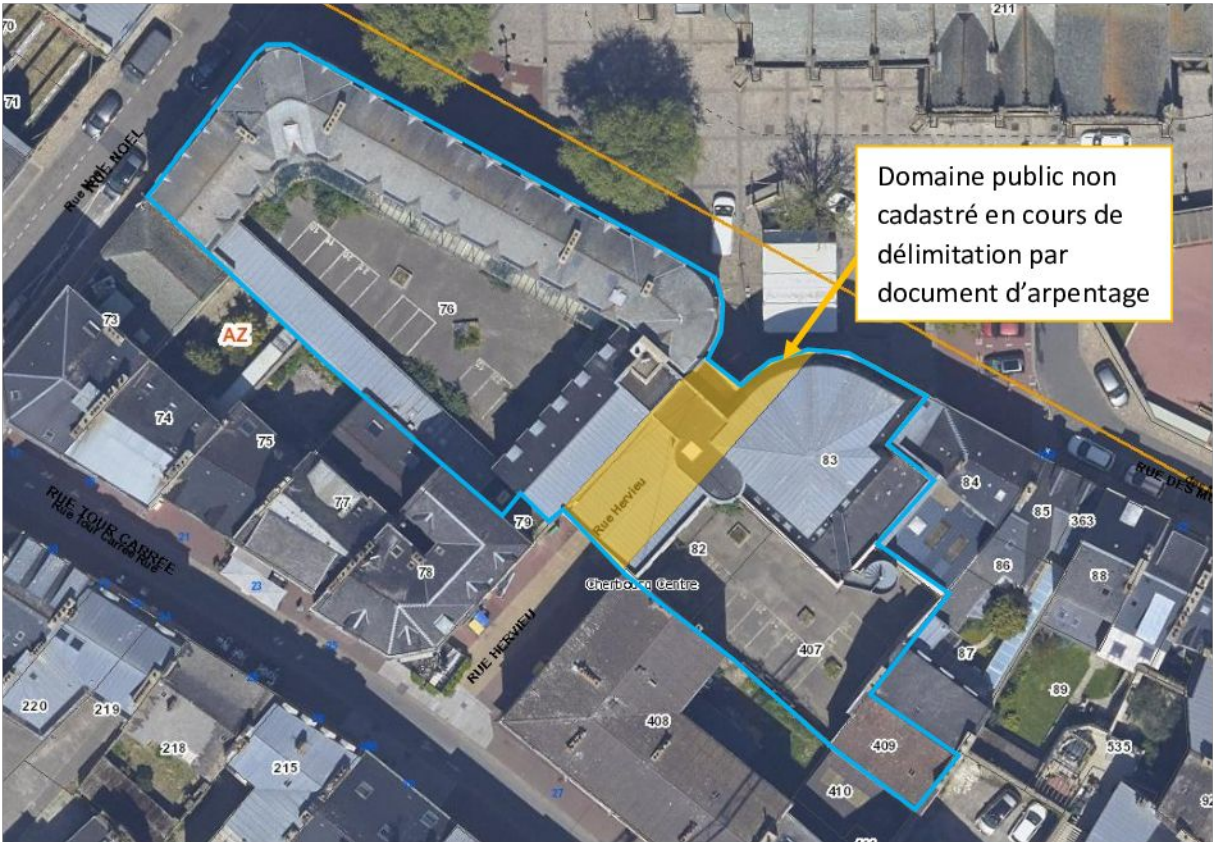 211
70
71
Rue Noël
RUE NOEL
Domaine public non
cadastré en cours de
délimitation par
document d’arpentage
76
73
AZ
74
75
83
84
RUE DES MU
77
79
Rue Hervieu
85
363
RUE TOUR CARREE
Rue Tour Carrée Rue
21
82
86
88
78
23
Cherbourg Centre
RUE HERVIEU
407
87
89
220
219
408
218
409
535
215
27
410
92